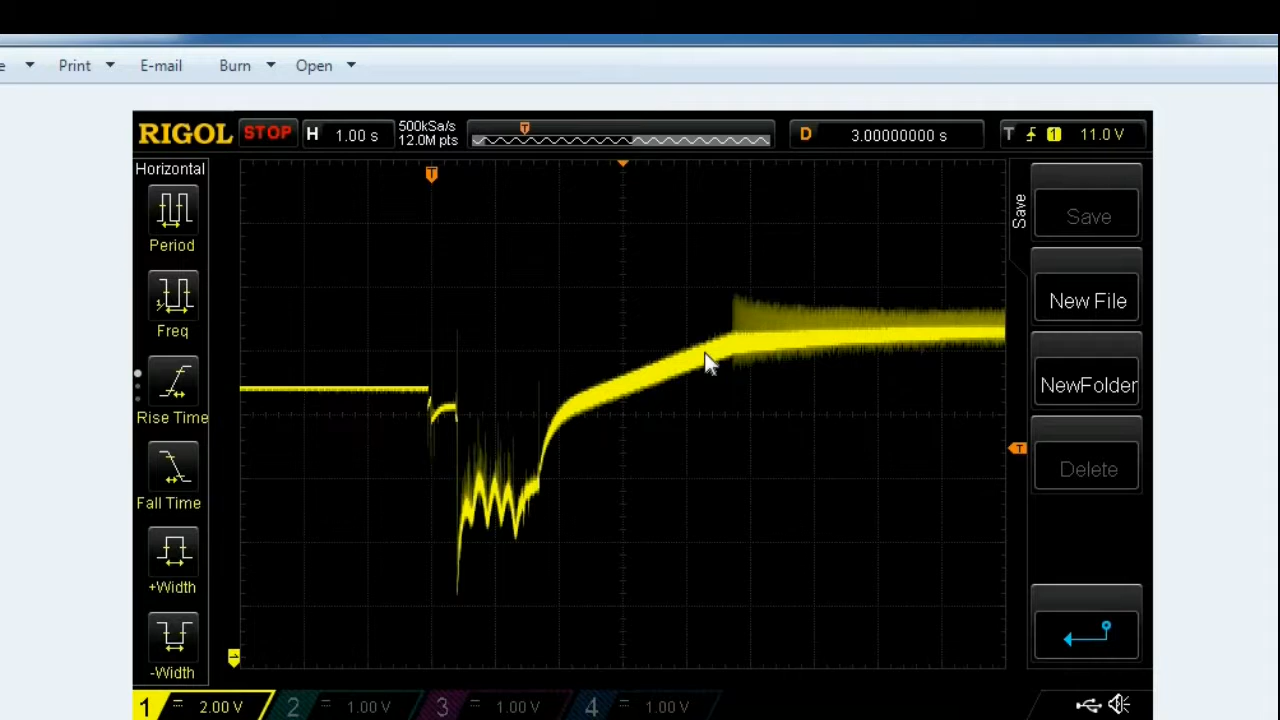 e Print E-mail Burn Open
RIGOL STOP H 1.00 s 500kSa/s 12.0M pts T D 3.00000000 s T 1 11.0 V
Horizontal
T
Save
Save
Period
New File
Freq
NewFolder
Rise Time
T
Delete
Fall Time
+Width
-Width
1 2.00 V 2 1.00 V 3 1.00 V 4 1.00 V